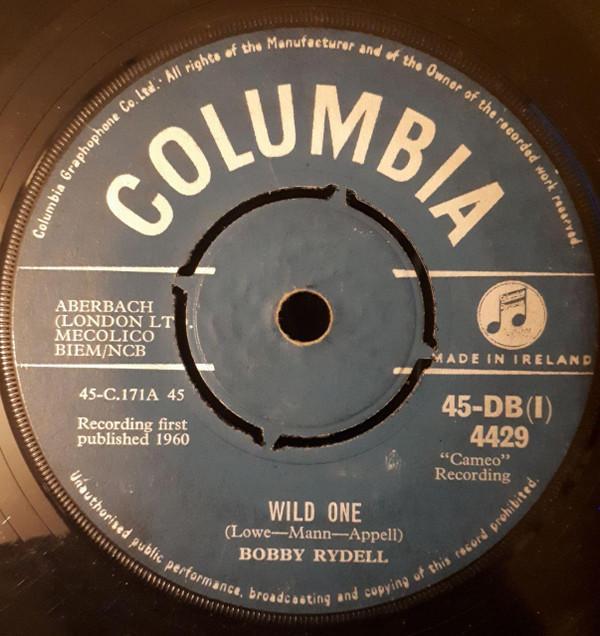 Columbia Graphophone Co. Ltd. · All rights of the Manufacturer and of the Owner of the recorded work reserved.
COLUMBIA
ABERBACH
(LONDON LT
MECOLICO
BIEM/NCB
MADE IN IRELAND
45-C.171A 45
Recording first
published 1960
45-DB(I)
4429
“Cameo”
Recording
WILD ONE
(Lowe—Mann—Appell)
BOBBY RYDELL
Unauthorised public performance, broadcasting and copying of this record prohibited.